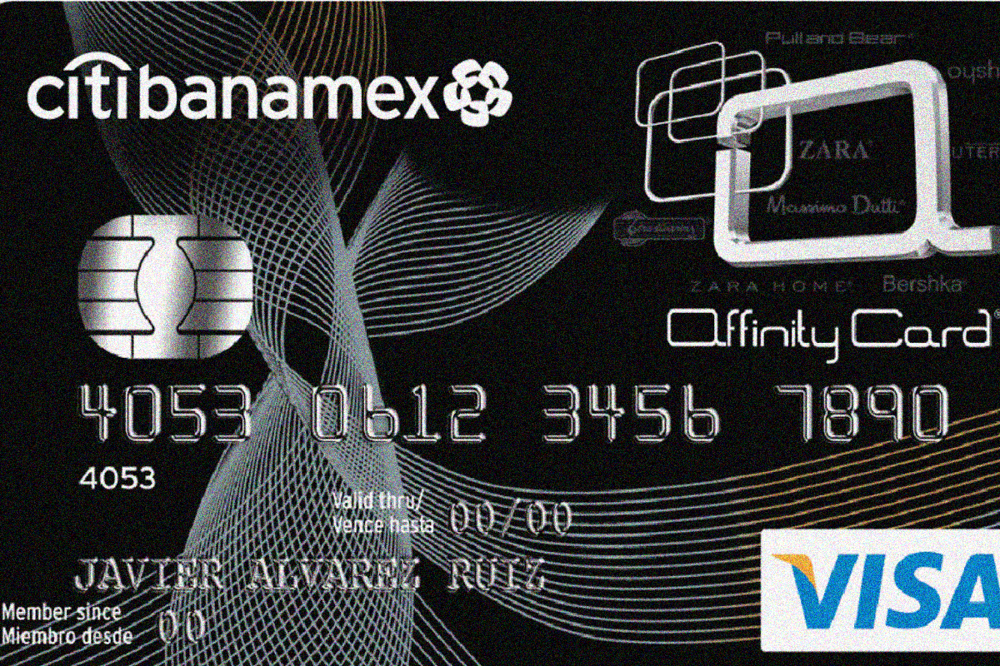 citibanamex
Pull and Bear
oysh
ZARA
UTER
Massimo Dutti
ZARA HOME
Bershka
affinity Card
4053 0612 3456 7890
4053
Valid thru/
Vence hasta 00/00
JAVIER ALVAREZ RUIZ
Member since
Miembro desde 00
VISA